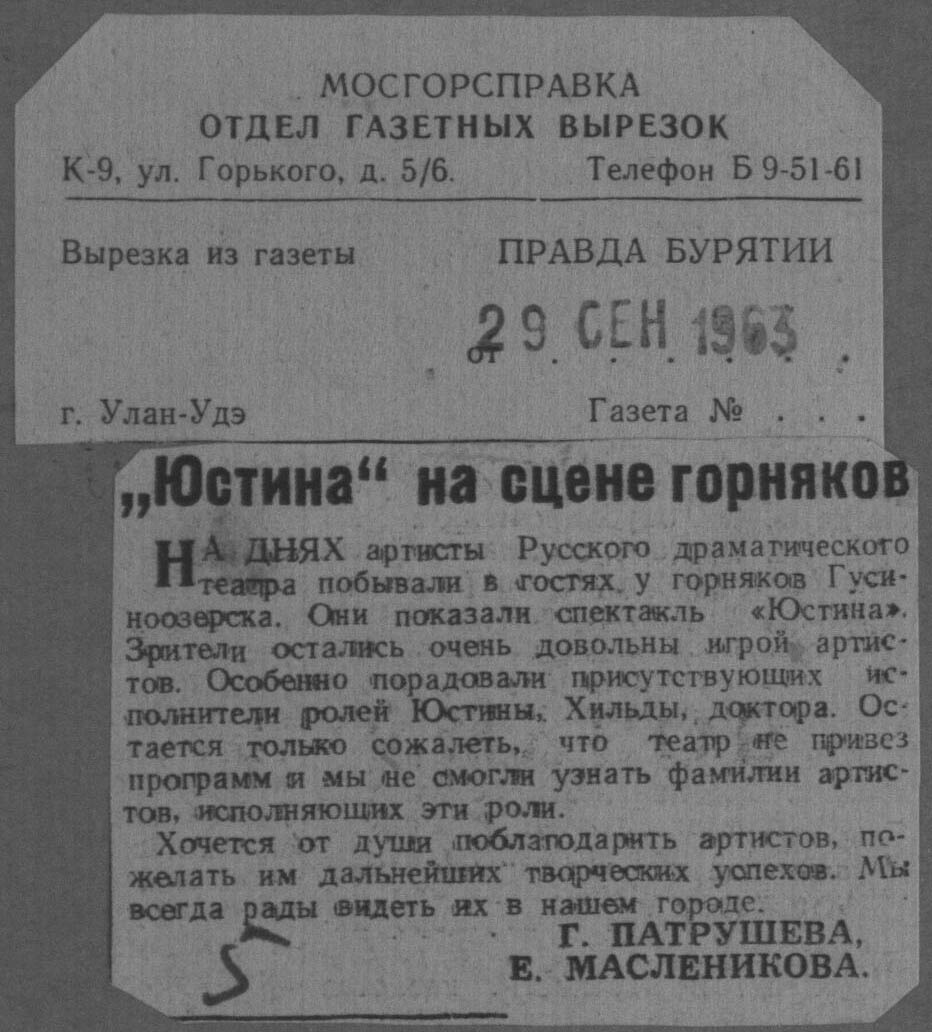 МОСГОРСПРАВКА
ОТДЕЛ ГАЗЕТНЫХ ВЫРЕЗОК
К-9, ул. Горького, д. 5/6. Телефон Б 9-51-61
Вырезка из газеты ПРАВДА БУРЯТИИ
от 29 СЕН 1963 . . . . .
г. Улан-Удэ Газета № . . .
„Юстина“ на сцене горняков
НА ДНЯХ артисты Русского драматического
театра побывали в гостях у горняков Гуси-
ноозерска. Они показали спектакль «Юстина».
Зрители остались очень довольны игрой артис-
тов. Особенно порадовали присутствующих ис-
полнители ролей Юстины, Хильды, доктора. Ос-
тается только сожалеть, что театр не привез
программ и мы не смогли узнать фамилии артис-
тов, исполняющих эти роли.
Хочется от души поблагодарить артистов, по-
желать им дальнейших творческих успехов. Мы
всегда рады видеть их в нашем городе.
Г. ПАТРУШЕВА,
Е. МАСЛЕНИКОВА.
5